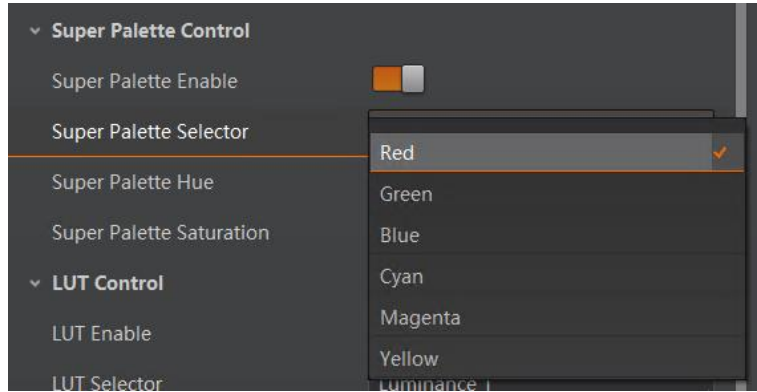 Super Palette Control
Super Palette Enable
Super Palette Selector
Red
Super Palette Hue
Green
Super Palette Saturation
Blue
LUT Control
Cyan
LUT Enable
Magenta
Yellow
LUT Selector
Luminance 1